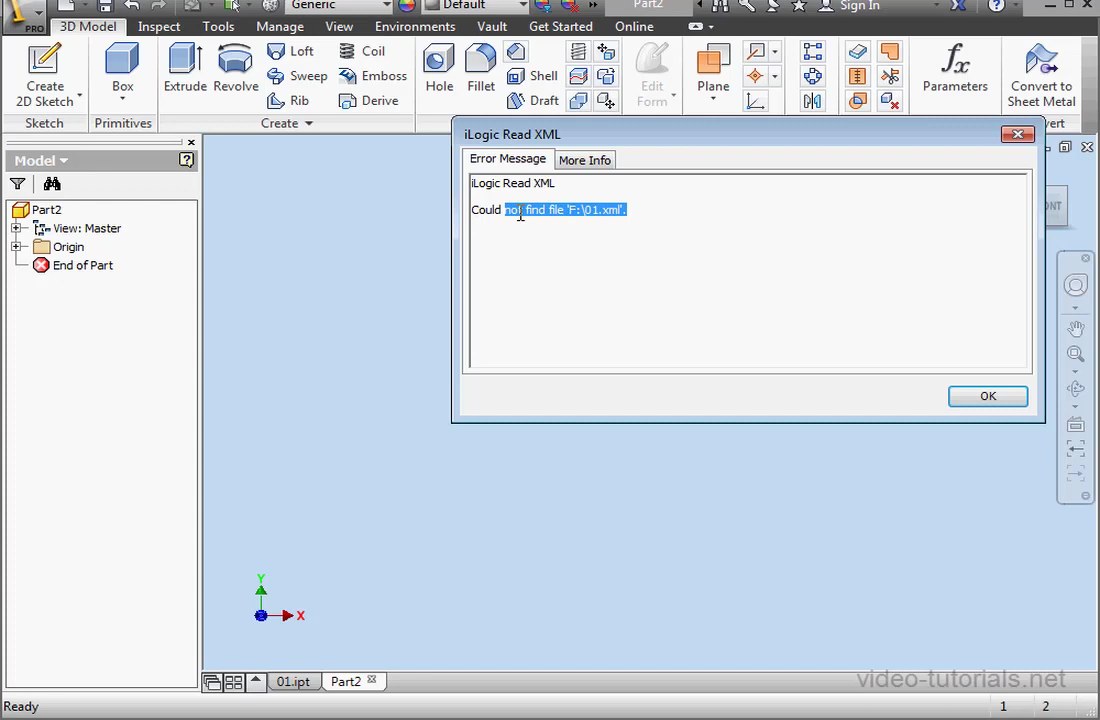 Generic Default Part2 Sign In
PRO 3D Model Inspect Tools Manage View Environments Vault Get Started Online
Loft Coil
Create 2D Sketch Box Extrude Revolve Sweep Emboss Hole Fillet Shell Edit Form Plane Parameters Convert to Sheet Metal
Rib Derive Draft
Sketch Primitives Create vert
iLogic Read XML
Model
Error Message More Info
iLogic Read XML
Could not find file 'F:\01.xml'.
Part2
View: Master
Origin
End of Part
ONT
OK
Y
X
01.ipt Part2
video-tutorials.net
Ready 1 2